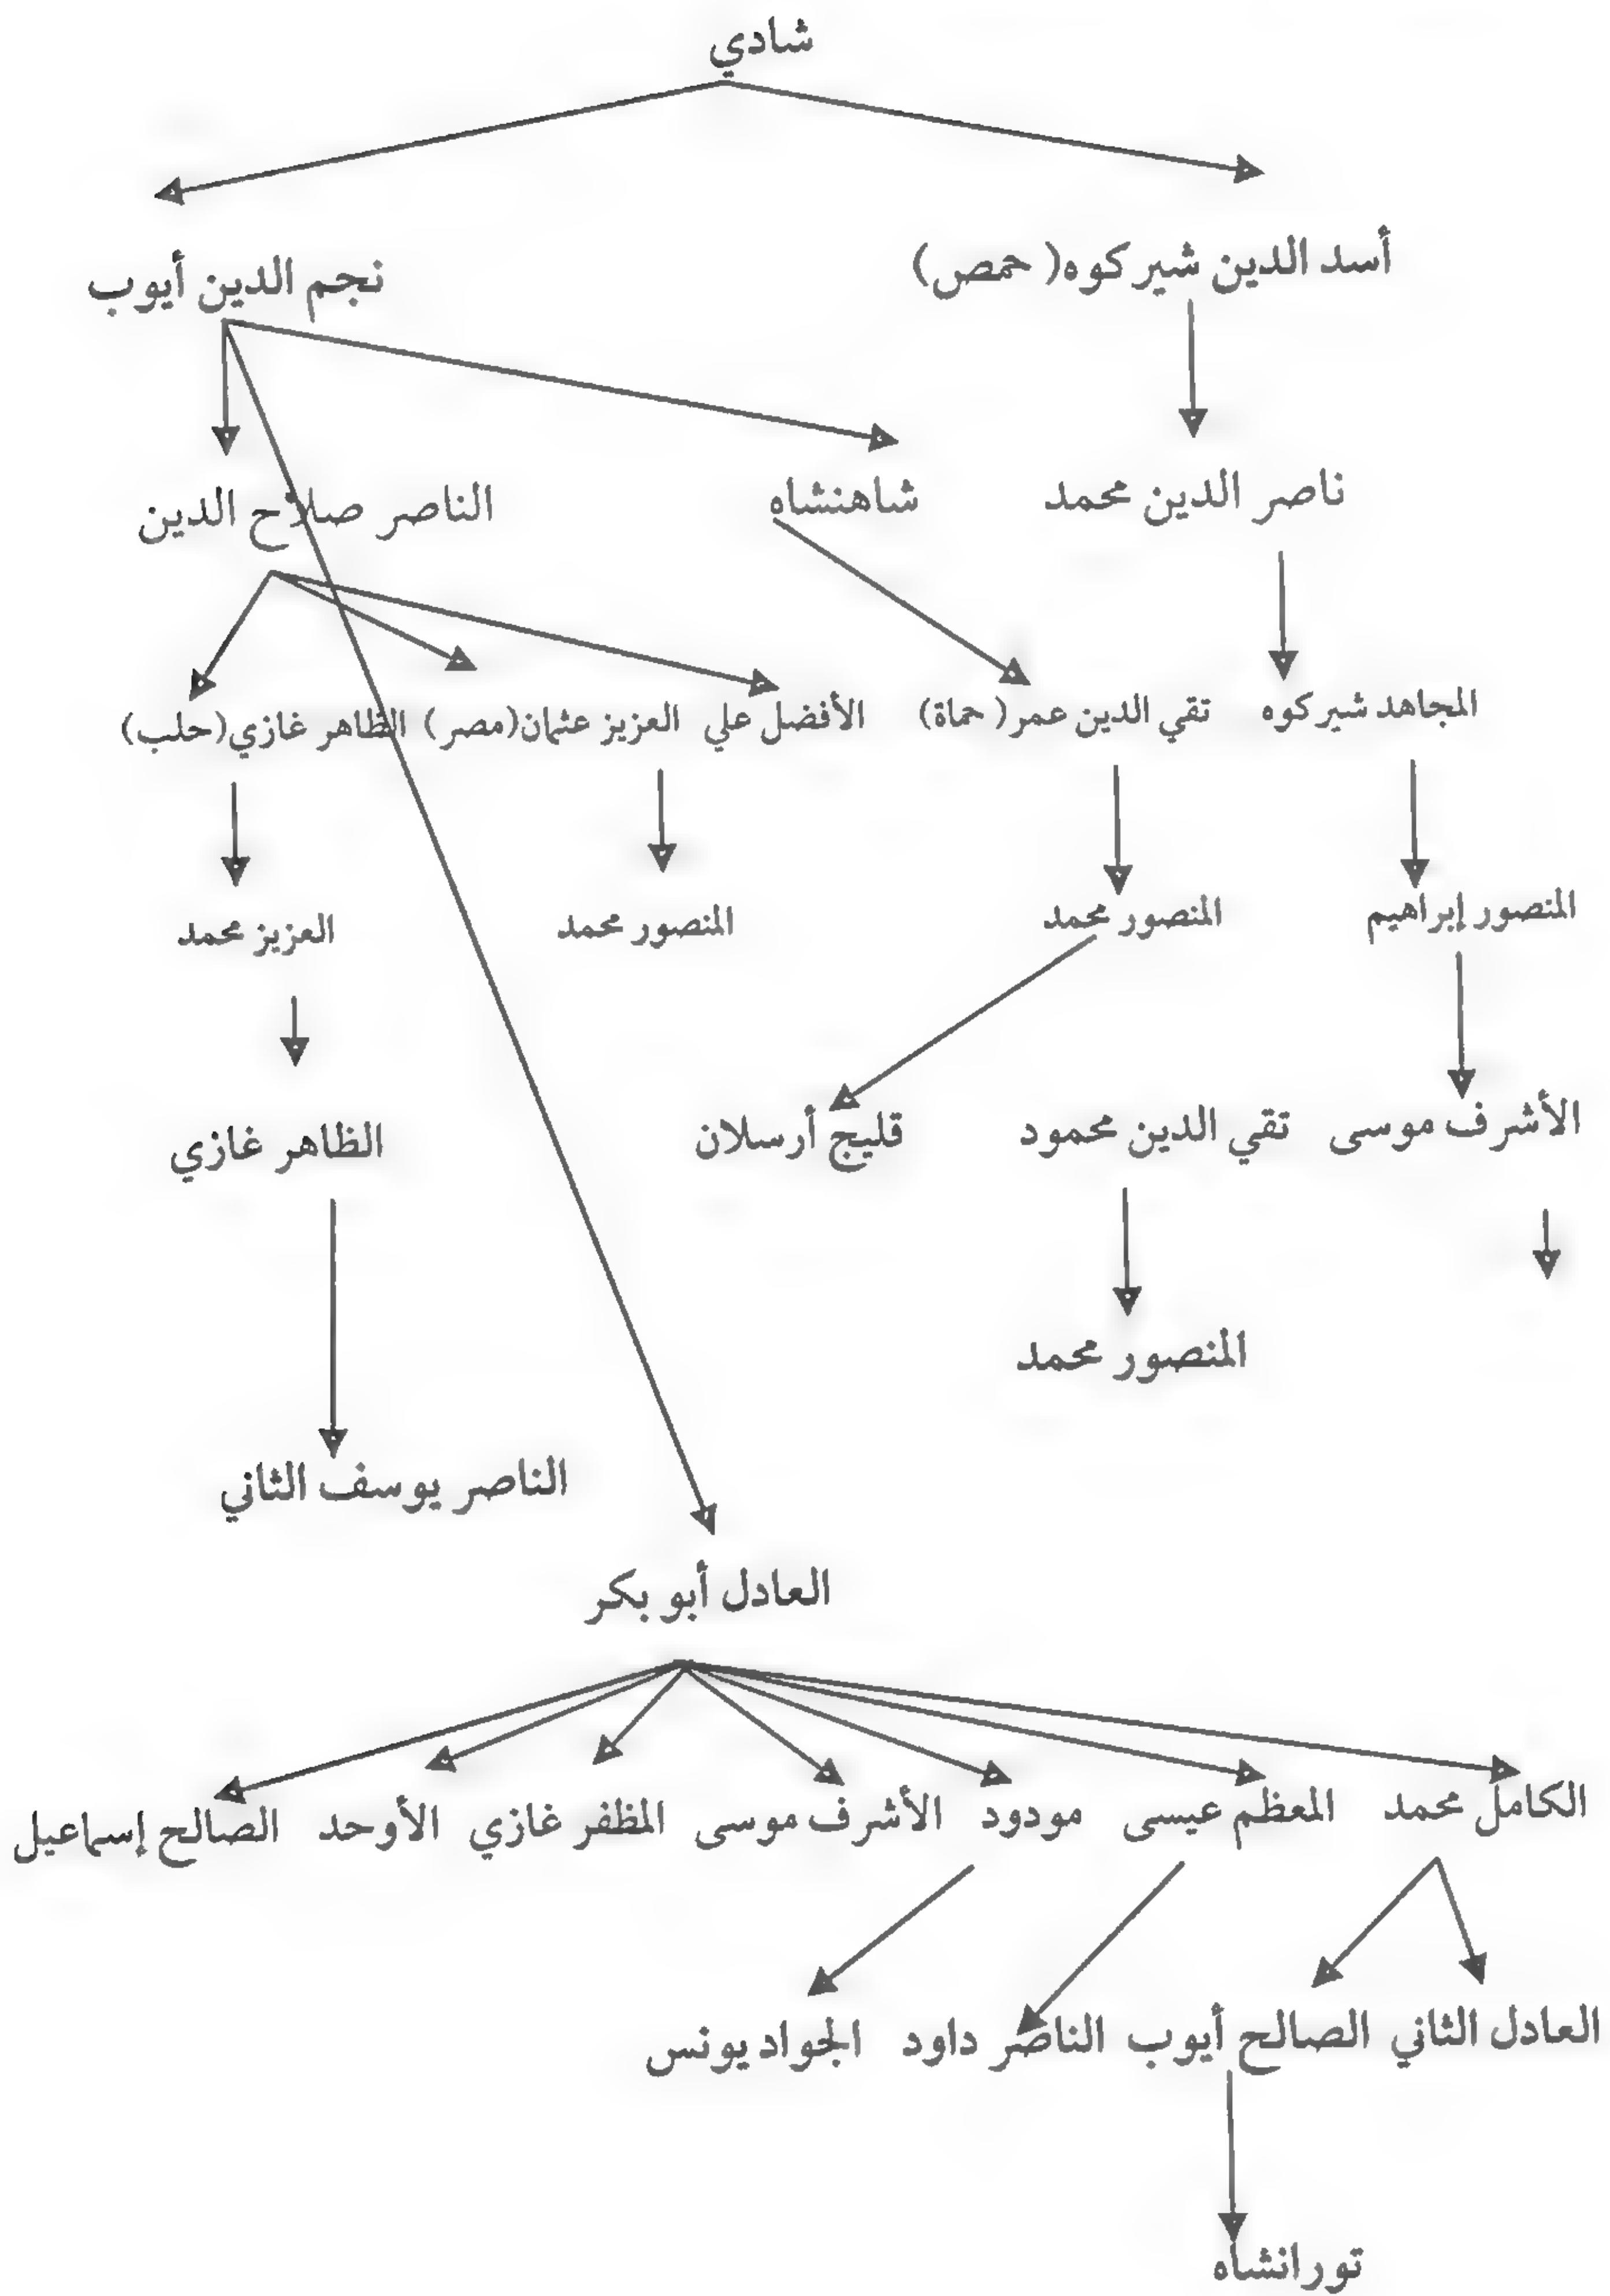 شادي
أسد الدين شيركوه( حمص)
نجم الدين أيوب
ناصر الدين محمد
شاهنشاه
الناصر صلاح الدين
المجاهد شيركوه
تقي الدين عمر( حماة)
الأفضل علي
العزيز عثمان(مصر)
الظاهر غازي(حلب)
المنصور إبراهيم
المنصور محمد
المنصور محمد
العزيز محمد
الأشرف موسى
تقي الدين محمود
قليج أرسلان
الظاهر غازي
المنصور محمد
الناصر يوسف الثاني
العادل أبو بكر
الكامل محمد
المعظم عيسى
مودود
الأشرف موسى
المظفر غازي
الأوحد
الصالح إسماعيل
العادل الثاني
الصالح أيوب
الناصر داود
الجواد يونس
تورانشاه